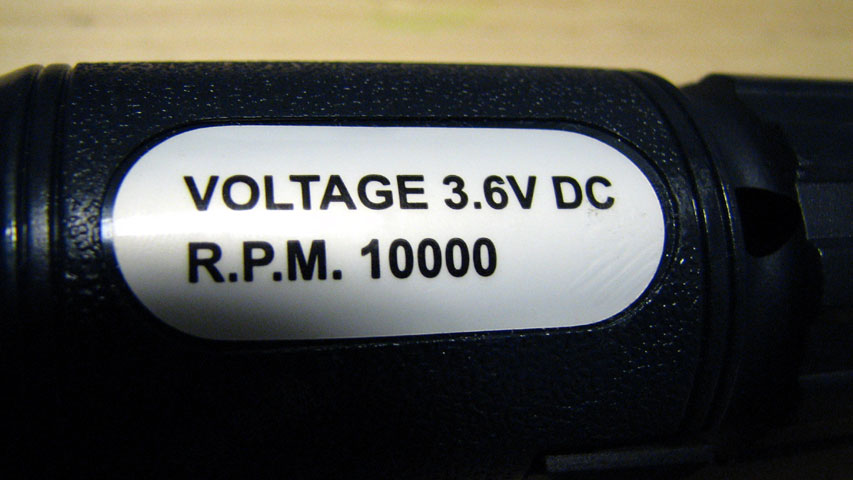 VOLTAGE 3.6V DC
R.P.M. 10000